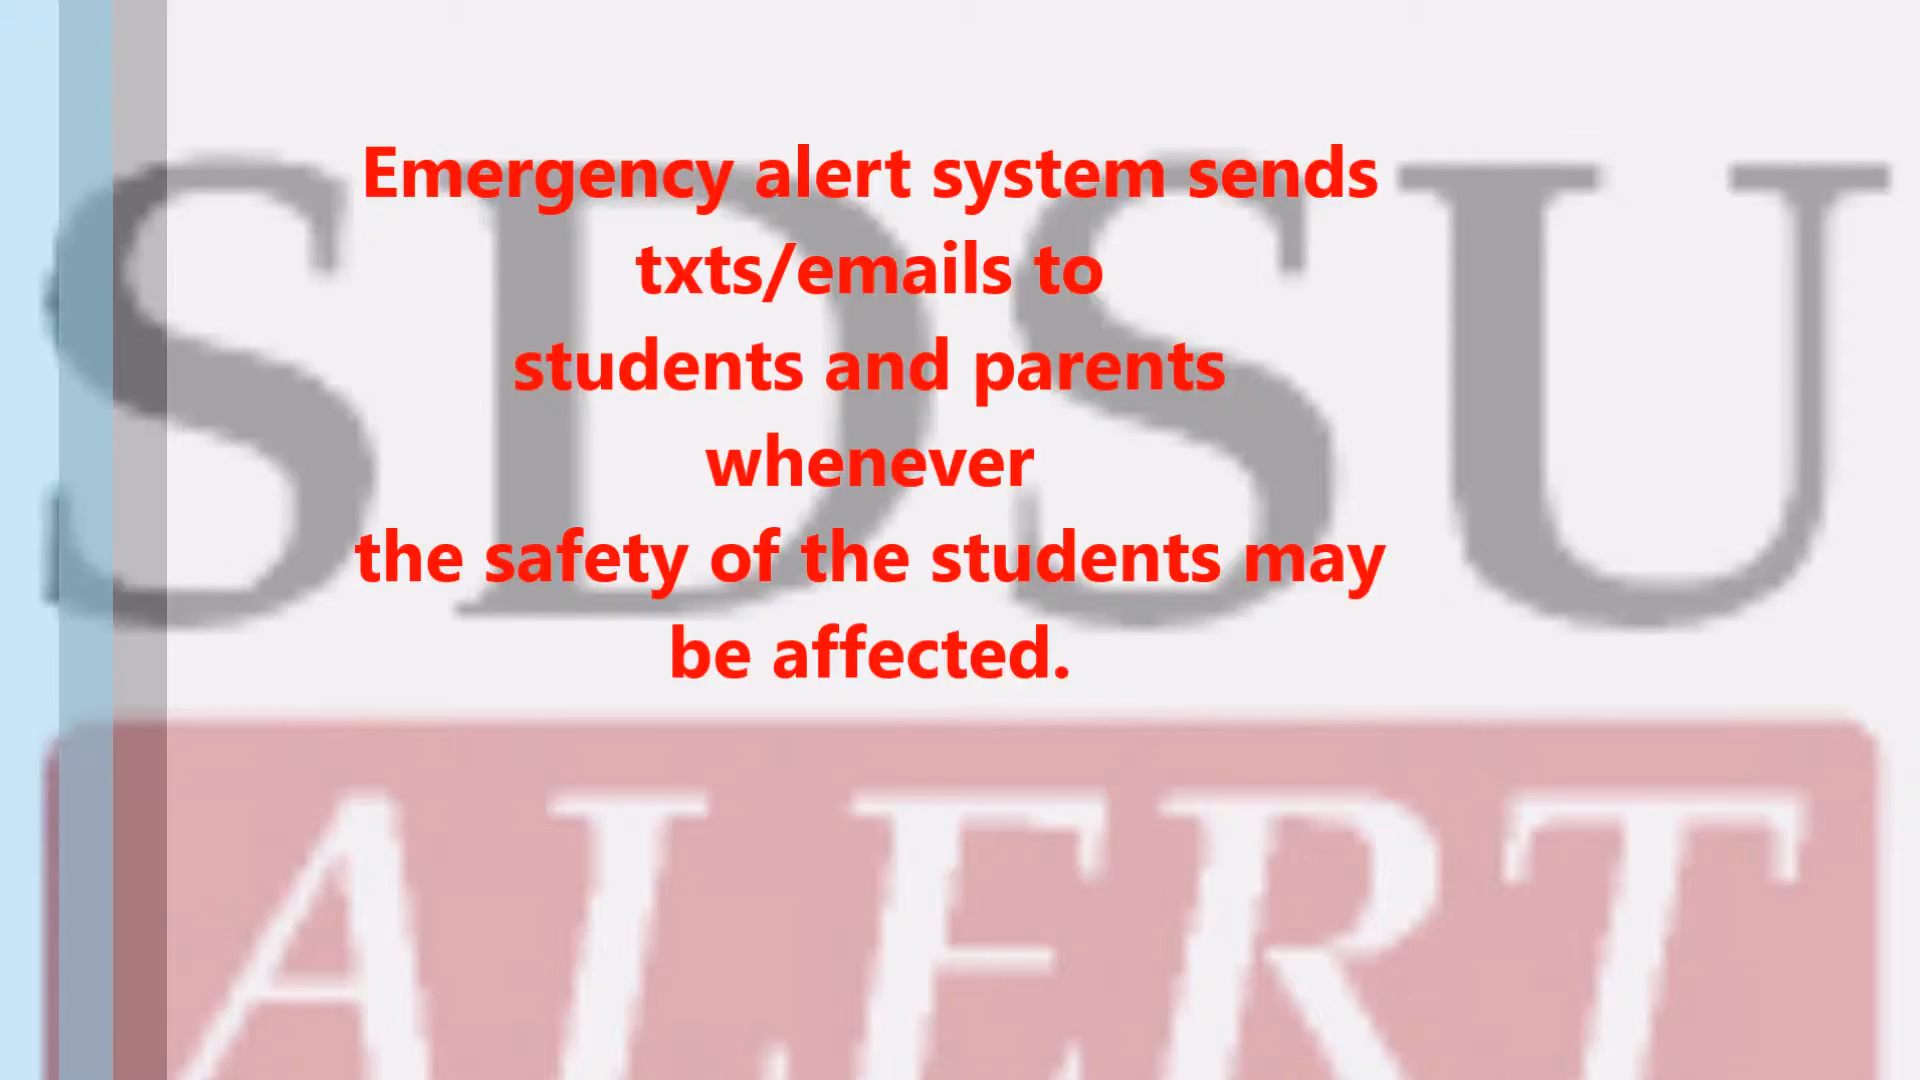 SDSU
Emergency alert system sends
txts/emails to
students and parents
whenever
the safety of the students may
be affected.
ALERT